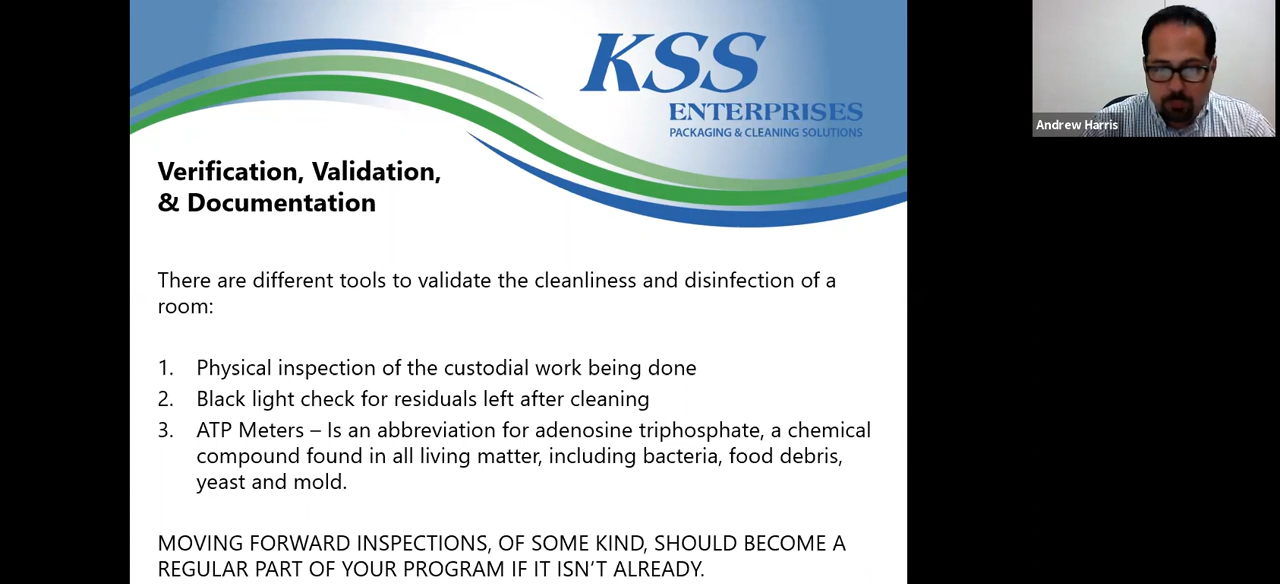 KSS
ENTERPRISES
PACKAGING & CLEANING SOLUTIONS
Andrew Harris
Verification, Validation,
& Documentation
There are different tools to validate the cleanliness and disinfection of a
room:
1. Physical inspection of the custodial work being done
2. Black light check for residuals left after cleaning
3. ATP Meters – Is an abbreviation for adenosine triphosphate, a chemical
compound found in all living matter, including bacteria, food debris,
yeast and mold.
MOVING FORWARD INSPECTIONS, OF SOME KIND, SHOULD BECOME A
REGULAR PART OF YOUR PROGRAM IF IT ISN’T ALREADY.